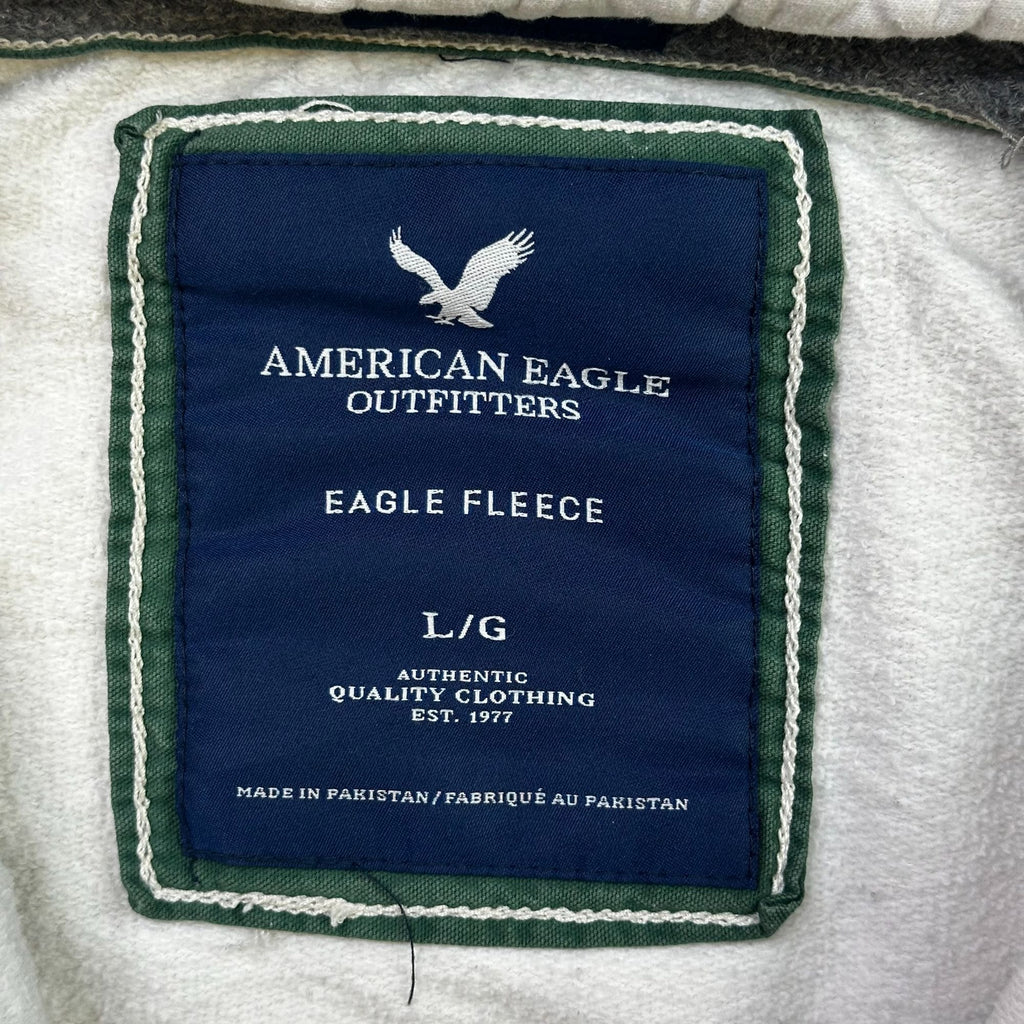 AMERICAN EAGLE
OUTFITTERS
EAGLE FLEECE
L/G
AUTHENTIC
QUALITY CLOTHING
EST. 1977
MADE IN PAKISTAN/FABRIQUÉ AU PAKISTAN